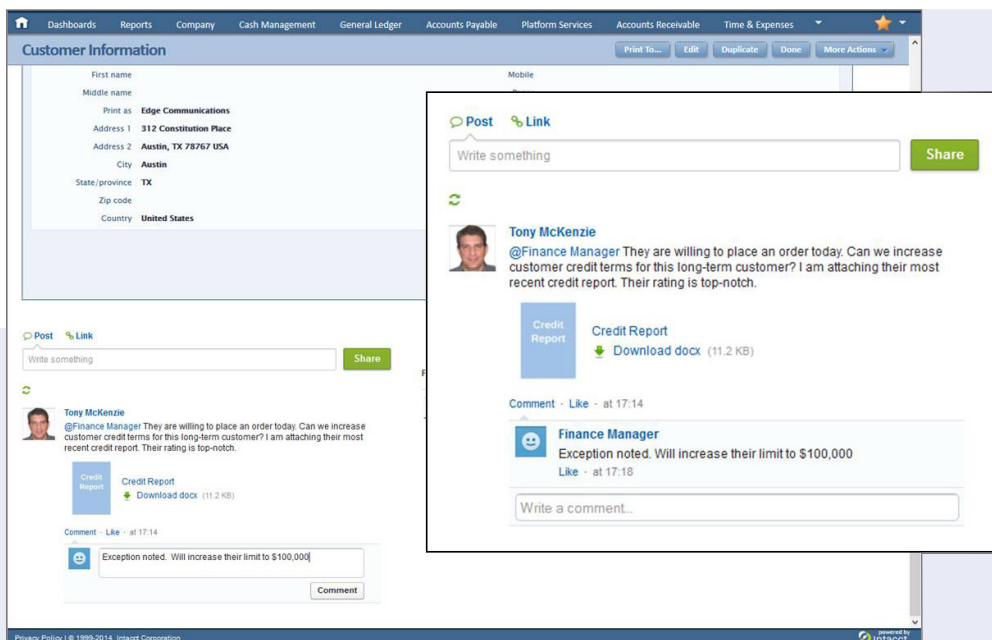 Dashboards Reports Company Cash Management General Ledger Accounts Payable Platform Services Accounts Receivable Time & Expenses
Customer Information
Print To... Edit Duplicate Done More Actions
First name
Middle name
Print as Edge Communications
Address 1 312 Constitution Place
Address 2 Austin, TX 78767 USA
City Austin
State/province TX
Zip code
Country United States
Mobile
Post Link
Write something
Share
Tony McKenzie
@Finance Manager They are willing to place an order today. Can we increase
customer credit terms for this long-term customer? I am attaching their most
recent credit report. Their rating is top-notch.
Credit
Report
Credit Report
Download docx (11.2 KB)
Comment - Like - at 17:14
Exception noted. Will increase their limit to $100,000
Comment
Post Link
Write something
Share
Tony McKenzie
@Finance Manager They are willing to place an order today. Can we increase
customer credit terms for this long-term customer? I am attaching their most
recent credit report. Their rating is top-notch.
Credit
Report
Credit Report
Download docx (11.2 KB)
Comment - Like - at 17:14
Finance Manager
Exception noted. Will increase their limit to $100,000
Like - at 17:18
Write a comment...
Privacy Policy | © 1999-2014 Intacct Corporation
powered by
intacct